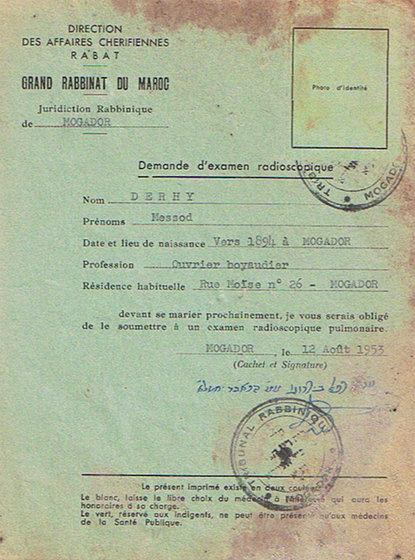 DIRECTION
DES AFFAIRES CHERIFIENNES
RABAT
GRAND RABBINAT DU MAROC
Juridiction Rabbinique
de MOGADOR
Photo d'identité
Demande d'examen radioscopique
Nom DERHY
Prénoms Messod
Date et lieu de naissance Vers 1894 à MOGADOR
Profession Ouvrier boyaudier
Résidence habituelle Rue Moïse n° 26 - MOGADOR
devant se marier prochainement, je vous serais obligé
de le soumettre à un examen radioscopique pulmonaire.
MOGADOR, le 12 Août 1953
(Cachet et Signature)
TRIBUNAL RABBINIQUE
Le présent imprimé existe en deux couleurs
Le blanc, laisse le libre choix du médecin à l'intéressé qui aura les
honoraires à sa charge.
Le vert, réservé aux indigents, ne peut être présenté qu'aux médecins
de la Santé Publique.